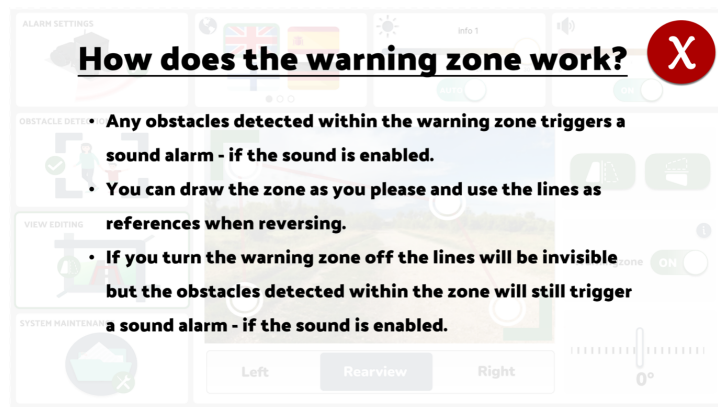 ALARM SETTINGS
Info 1
How does the warning zone work?
X
AUTO
ON
OBSTACLE DETE
• Any obstacles detected within the warning zone triggers a
sound alarm - if the sound is enabled.
• You can draw the zone as you please and use the lines as
references when reversing.
VIEW EDITING
i
• If you turn the warning zone off the lines will be invisible
zone ON
but the obstacles detected within the zone will still trigger
a sound alarm - if the sound is enabled.
SYSTEM MAINTENAN
Left Rearview Right
0°